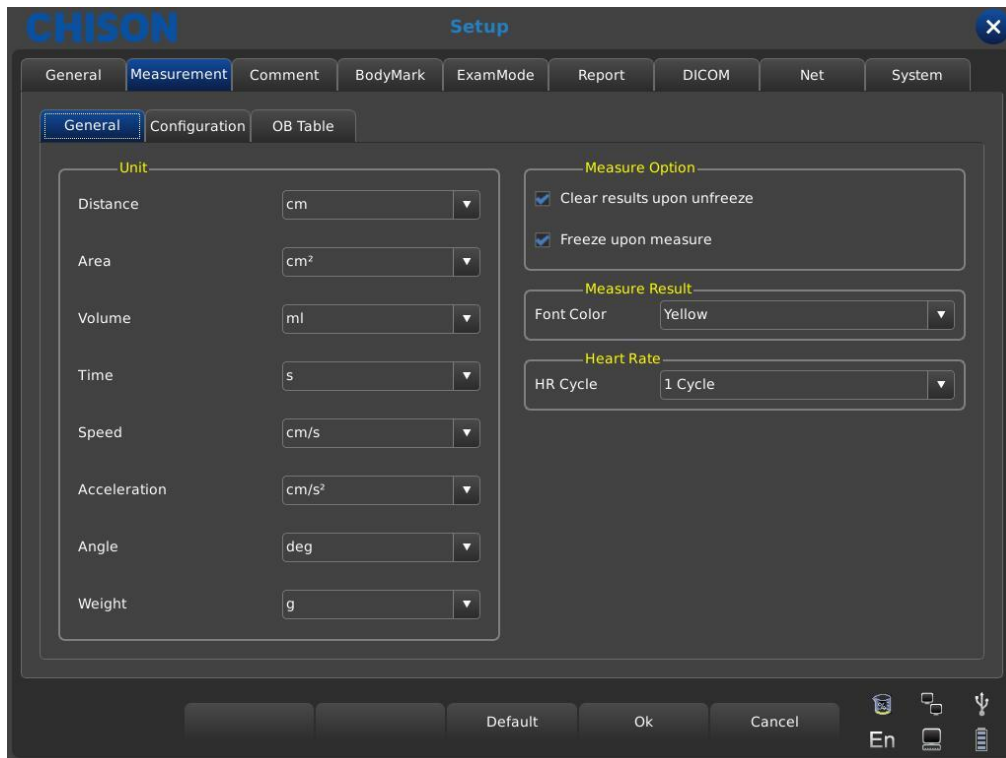 CHISON
Setup
General Measurement Comment BodyMark ExamMode Report DICOM Net System
General Configuration OB Table
Unit
Distance cm
Area cm²
Volume ml
Time s
Speed cm/s
Acceleration cm/s²
Angle deg
Weight g
Measure Option
Clear results upon unfreeze
Freeze upon measure
Measure Result
Font Color Yellow
Heart Rate
HR Cycle 1 Cycle
Default Ok Cancel
En